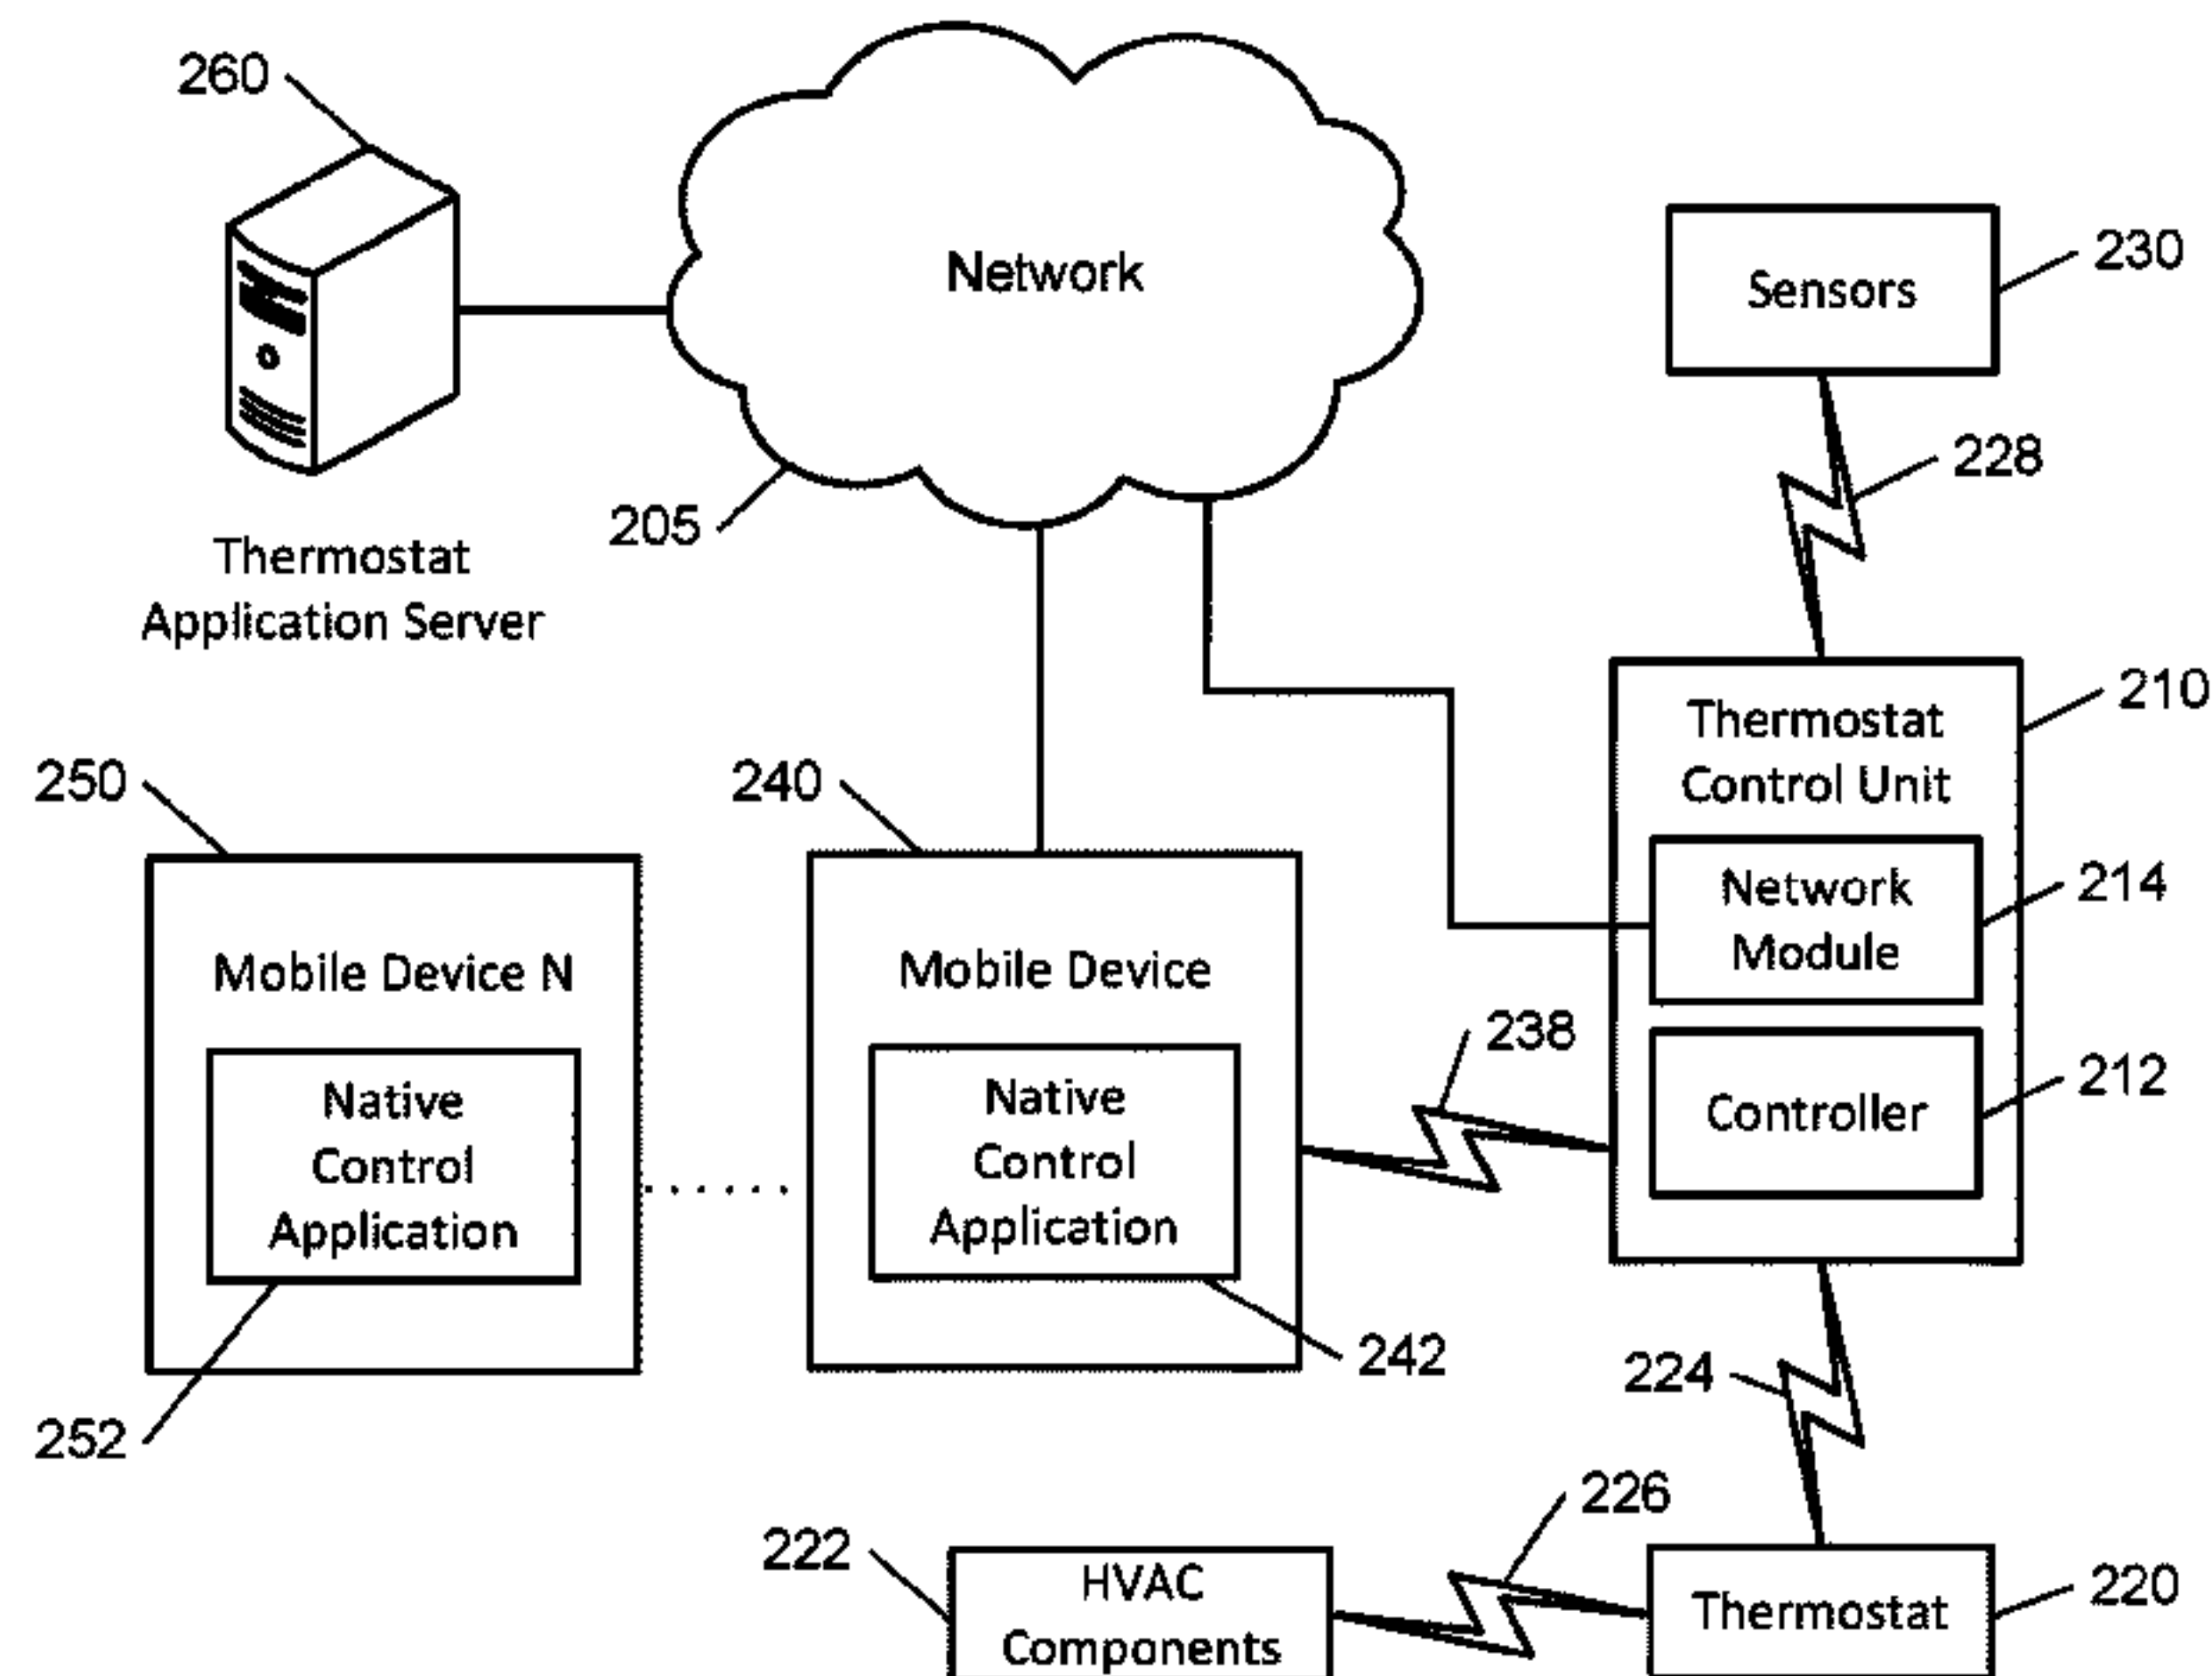 260
Network
Sensors
230
228
205
Thermostat
Application Server
210
Thermostat
Control Unit
250
240
Network
Module
214
Mobile Device N
Mobile Device
238
Controller
212
Native
Control
Application
Native
Control
Application
242
252
224
226
222
HVAC
Components
Thermostat
220